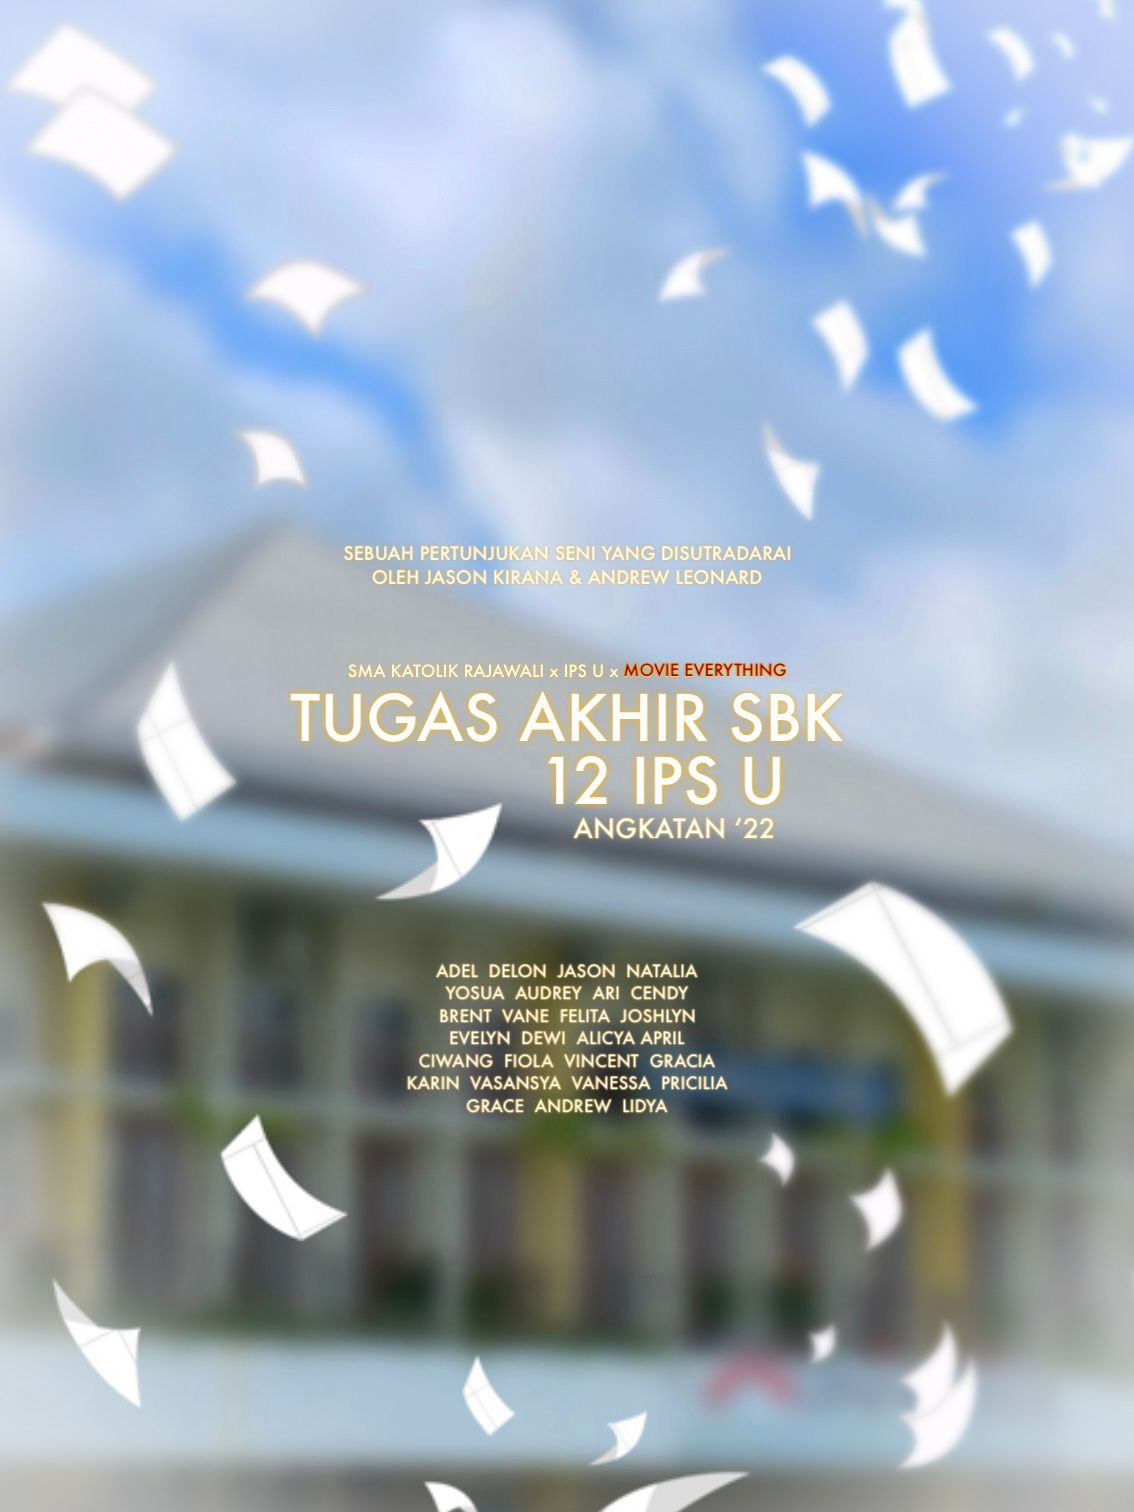 SEBUAH PERTUNJUKAN SENI YANG DISUTRADARAI
OLEH JASON KIRANA & ANDREW LEONARD
SMA KATOLIK RAJAWALI x IPS U x MOVIE EVERYTHING
TUGAS AKHIR SBK
12 IPS U
ANGKATAN ‘22
ADEL DELON JASON NATALIA
YOSUA AUDREY ARI CENDY
BRENT VANE FELITA JOSHLYN
EVELYN DEWI ALICYA APRIL
CIWANG FIOLA VINCENT GRACIA
KARIN VASANSYA VANESSA PRICILIA
GRACE ANDREW LIDYA